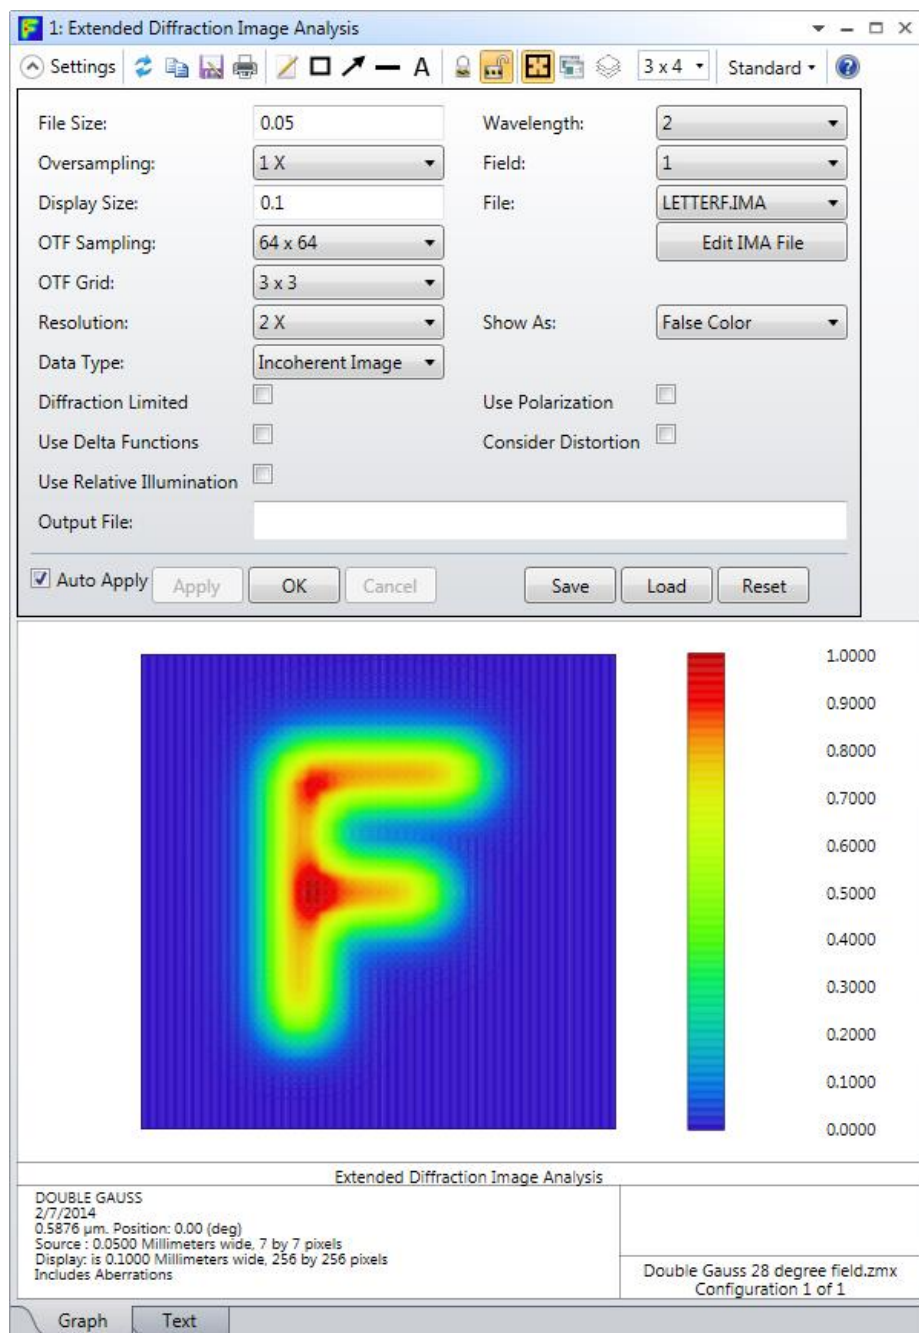 1: Extended Diffraction Image Analysis
Settings A 3 x 4 Standard
File Size: 0.05 Wavelength: 2
Oversampling: 1 X Field: 1
Display Size: 0.1 File: LETTERF.IMA
OTF Sampling: 64 x 64 Edit IMA File
OTF Grid: 3 x 3
Resolution: 2 X Show As: False Color
Data Type: Incoherent Image
Diffraction Limited Use Polarization
Use Delta Functions Consider Distortion
Use Relative Illumination
Output File:
Auto Apply Apply OK Cancel Save Load Reset
1.0000
0.9000
0.8000
0.7000
0.6000
0.5000
0.4000
0.3000
0.2000
0.1000
0.0000
Extended Diffraction Image Analysis
DOUBLE GAUSS
2/7/2014
0.5876 µm. Position: 0.00 (deg)
Source : 0.0500 Millimeters wide, 7 by 7 pixels
Display: is 0.1000 Millimeters wide, 256 by 256 pixels
Includes Aberrations
Double Gauss 28 degree field.zmx
Configuration 1 of 1
Graph Text